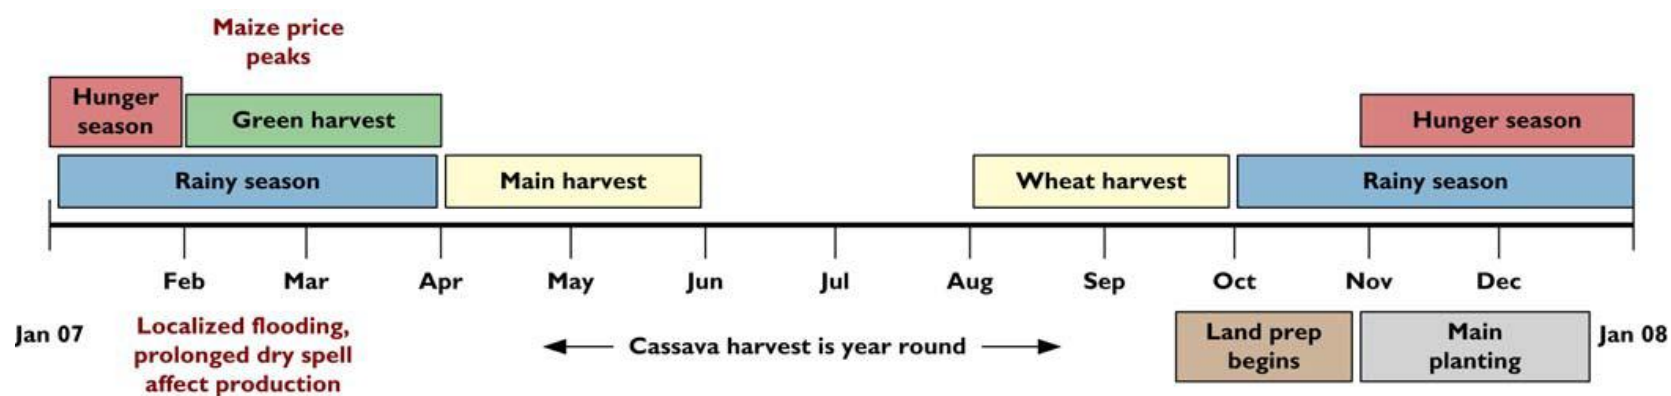 Maize price
peaks
Hunger
season
Green harvest
Hunger season
Rainy season
Main harvest
Wheat harvest
Rainy season
Feb
Mar
Apr
May
Jun
Jul
Aug
Sep
Oct
Nov
Dec
Jan 07
Localized flooding,
prolonged dry spell
affect production
Cassava harvest is year round
Land prep
begins
Main
planting
Jan 08